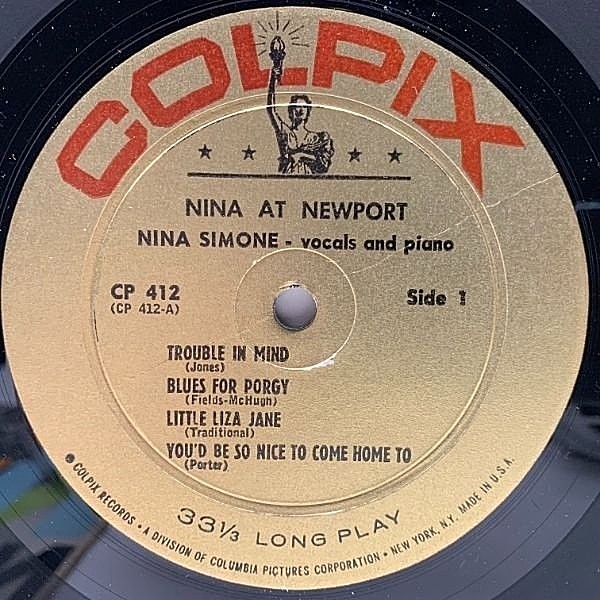 COLPIX
NINA AT NEWPORT
NINA SIMONE - vocals and piano
CP 412
(CP 412-A)
Side 1
TROUBLE IN MIND
(Jones)
BLUES FOR PORGY
(Fields-McHugh)
LITTLE LIZA JANE
(Traditional)
YOU'D BE SO NICE TO COME HOME TO
(Porter)
33⅓ LONG PLAY
® COLPIX RECORDS • A DIVISION OF COLUMBIA PICTURES CORPORATION • NEW YORK, N.Y. MADE IN U.S.A.